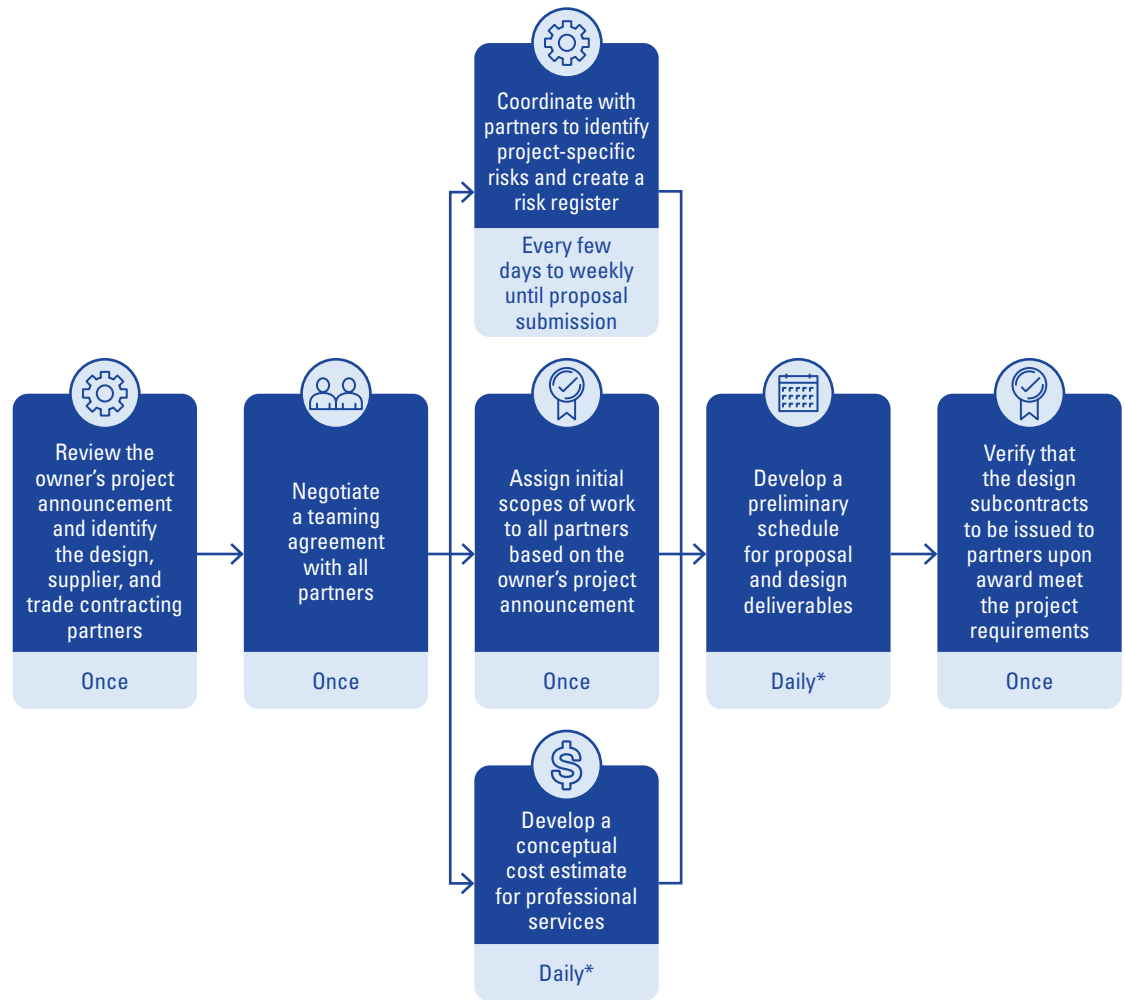 Review the
owner’s project
announcement
and identify
the design,
supplier, and
trade contracting
partners
Once
Negotiate
a teaming
agreement
with all
partners
Once
Coordinate with
partners to identify
project-specific
risks and create a
risk register
Every few
days to weekly
until proposal
submission
Assign initial
scopes of work
to all partners
based on the
owner’s project
announcement
Once
$
Develop a
conceptual
cost estimate
for professional
services
Daily*
Develop a
preliminary
schedule
for proposal
and design
deliverables
Daily*
Verify that
the design
subcontracts
to be issued to
partners upon
award meet
the project
requirements
Once